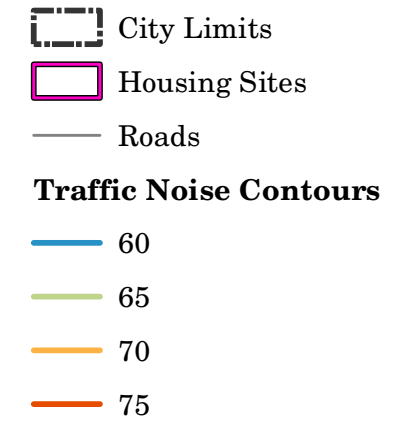 City Limits
Housing Sites
Roads
Traffic Noise Contours
60
65
70
75